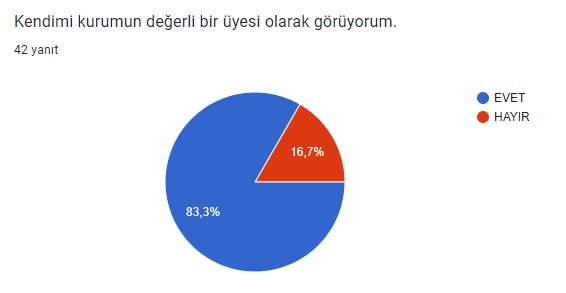 Kendimi kurumun değerli bir üyesi olarak görüyorum.
42 yanıt
EVET
HAYIR
16,7%
83,3%